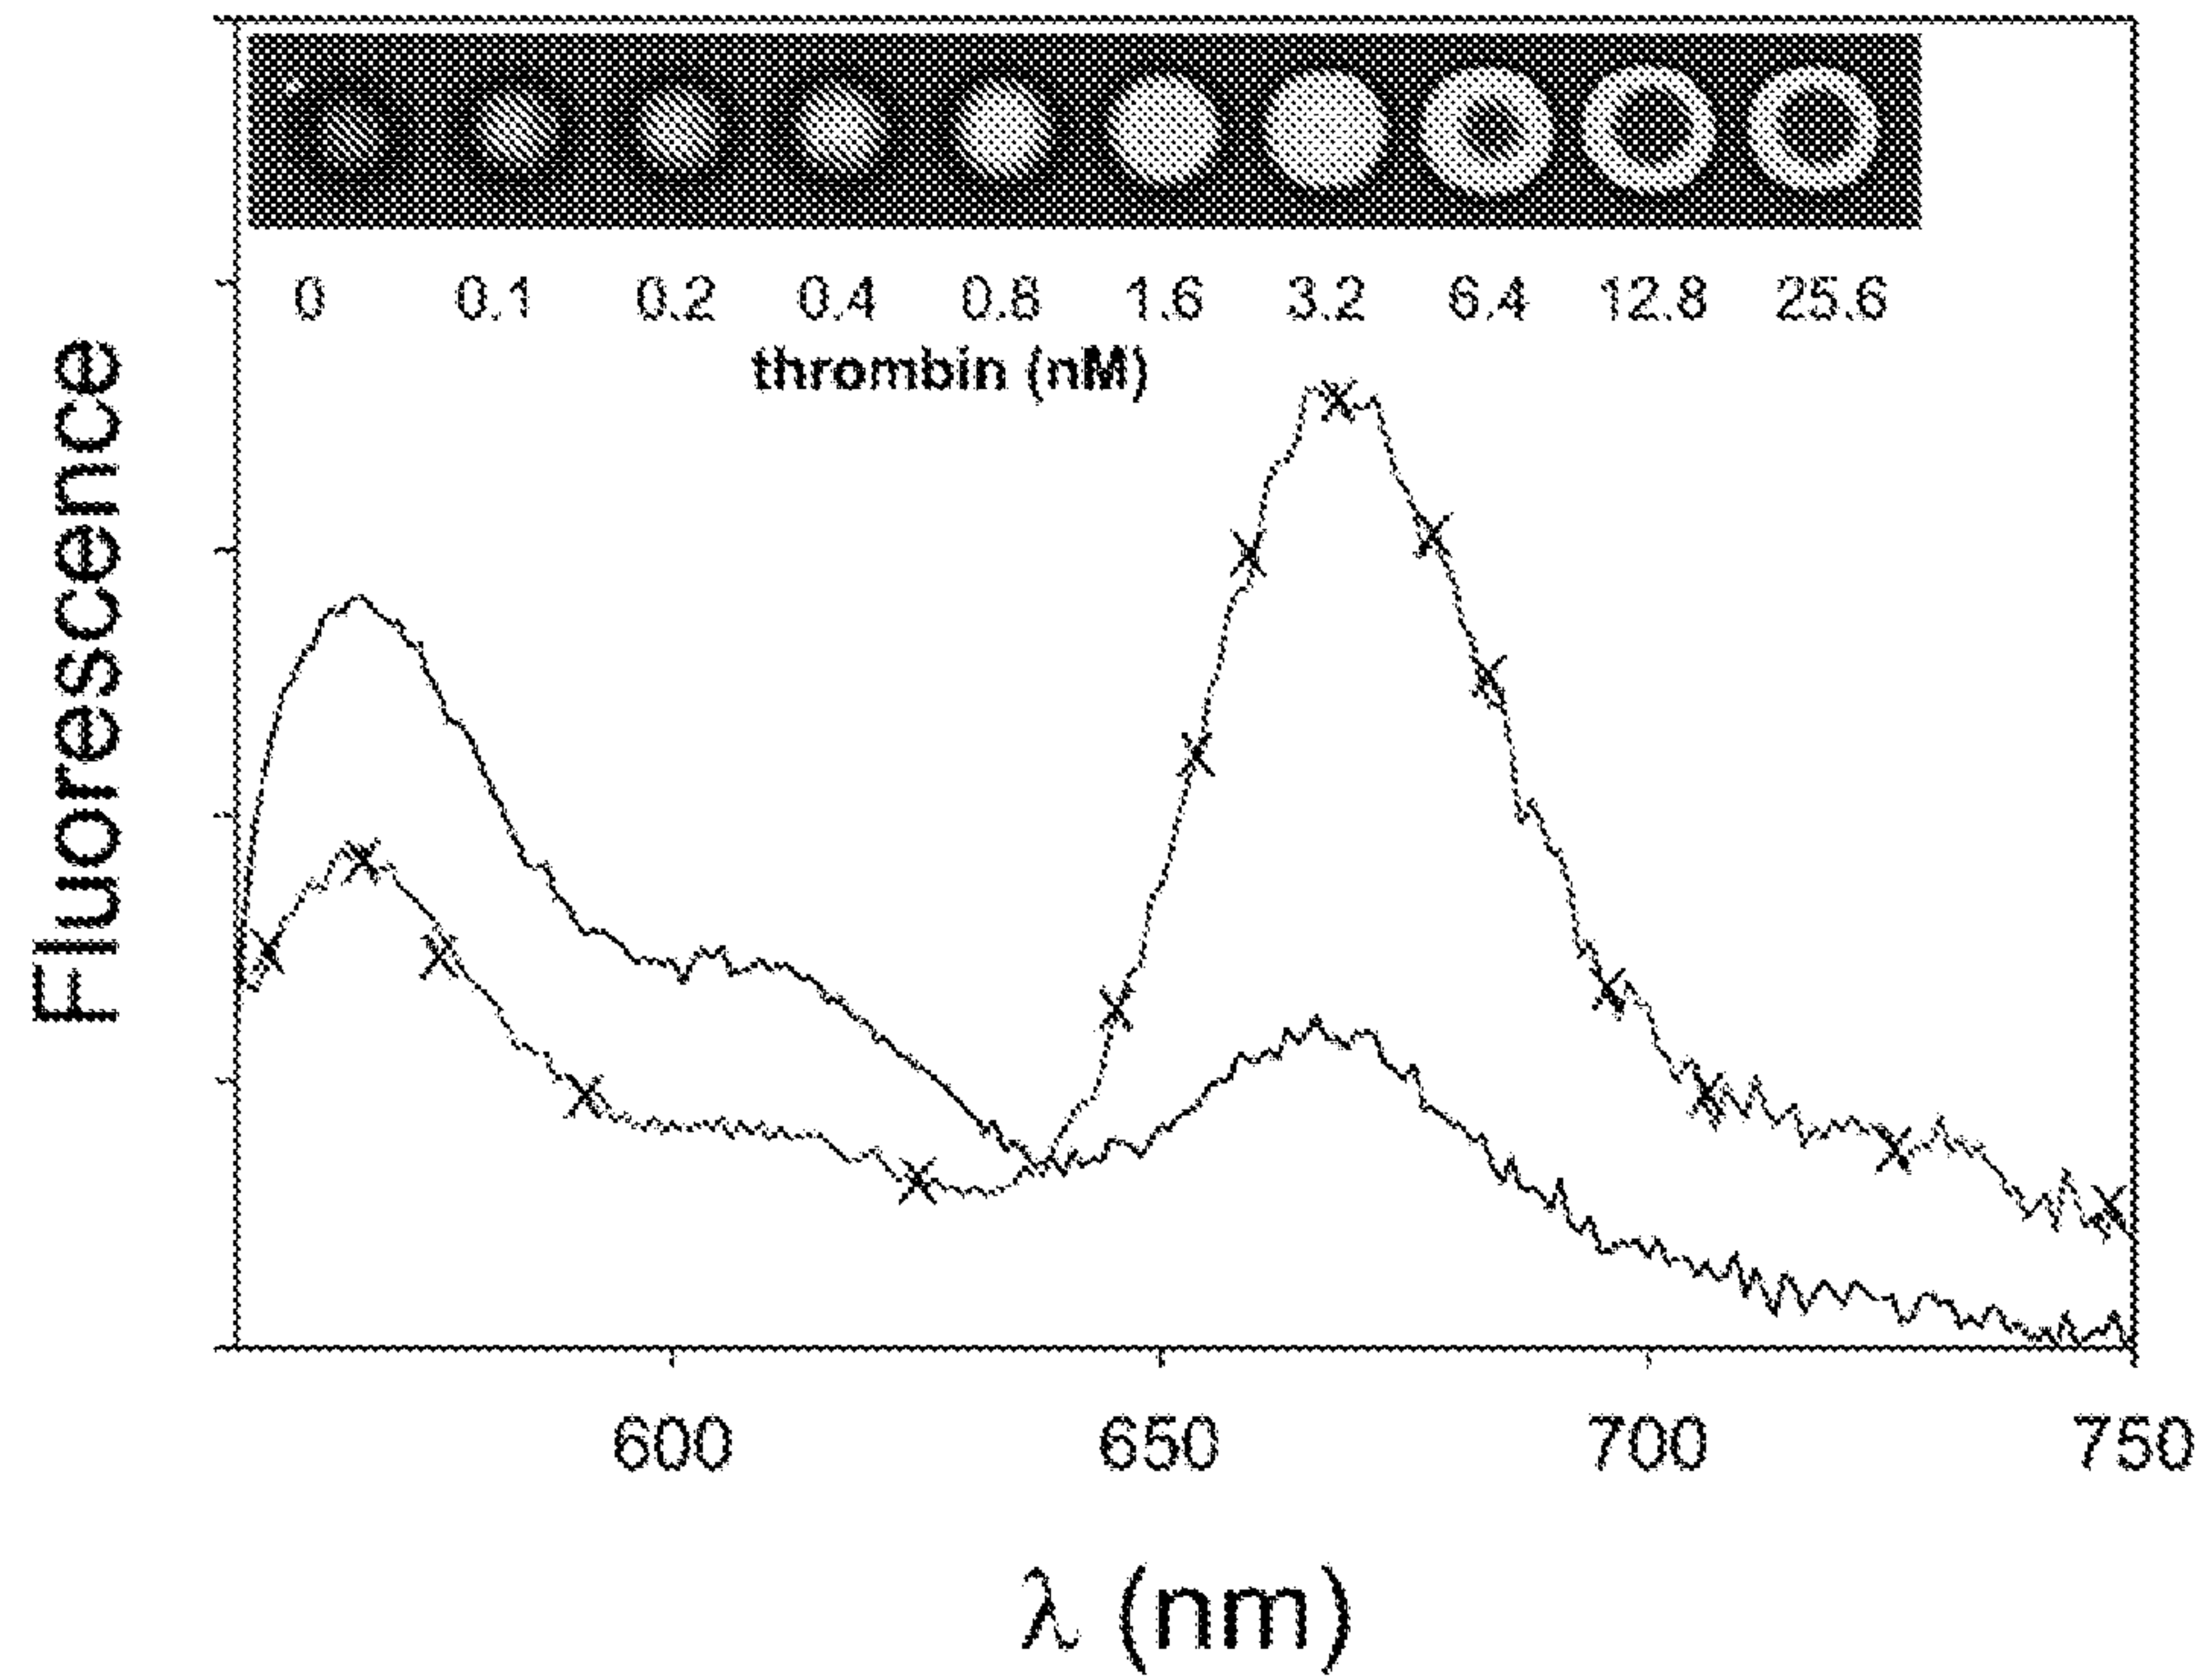 0 0.1 0.2 0.4 0.8 1.6 3.2 6.4 12.8 25.6
thrombin (nM)
Fluorescence
600 650 700 750
λ (nm)